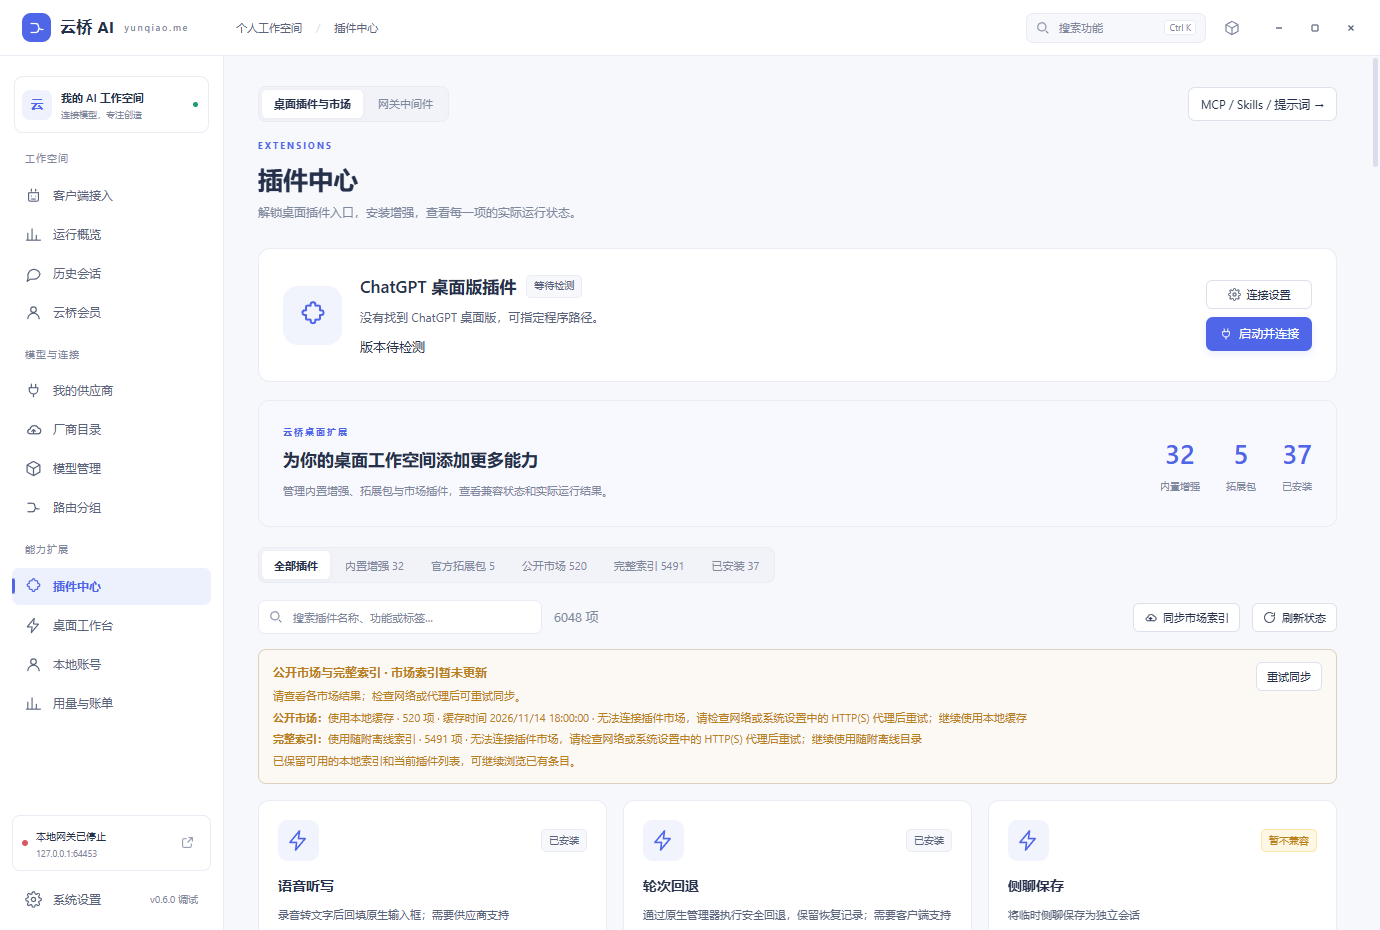 云桥 AI yunqiao.me
个人工作空间 / 插件中心
搜索功能 Ctrl K
云 我的 AI 工作空间
连接模型，专注创造
工作空间
客户端接入
运行概览
历史会话
云桥会员
模型与连接
我的供应商
厂商目录
模型管理
路由分组
能力扩展
插件中心
桌面工作台
本地账号
用量与账单
本地网关已停止
127.0.0.1:64453
系统设置 v0.6.0 调试
桌面插件与市场 网关中间件
MCP / Skills / 提示词 →
EXTENSIONS
插件中心
解锁桌面插件入口，安装增强，查看每一项的实际运行状态。
ChatGPT 桌面版插件 等待检测
没有找到 ChatGPT 桌面版，可指定程序路径。
版本待检测
连接设置
启动并连接
云桥桌面扩展
为你的桌面工作空间添加更多能力
管理内置增强、拓展包与市场插件，查看兼容状态和实际运行结果。
32 5 37
内置增强 拓展包 已安装
全部插件 内置增强 32 官方拓展包 5 公开市场 520 完整索引 5491 已安装 37
搜索插件名称、功能或标签... 6048 项
同步市场索引 刷新状态
公开市场与完整索引 · 市场索引暂未更新
请查看各市场结果；检查网络或代理后可重试同步。
公开市场：使用本地缓存 · 520 项 · 缓存时间 2026/11/14 18:00:00 · 无法连接插件市场，请检查网络或系统设置中的 HTTP(S) 代理后重试；继续使用本地缓存
完整索引：使用随附离线索引 · 5491 项 · 无法连接插件市场，请检查网络或系统设置中的 HTTP(S) 代理后重试；继续使用随附离线目录
已保留可用的本地索引和当前插件列表，可继续浏览已有条目。
重试同步
已安装
语音听写
录音转文字后回填原生输入框；需要供应商支持
已安装
轮次回退
通过原生管理器执行安全回退，保留恢复记录；需要客户端支持
暂不兼容
侧聊保存
将临时侧聊保存为独立会话